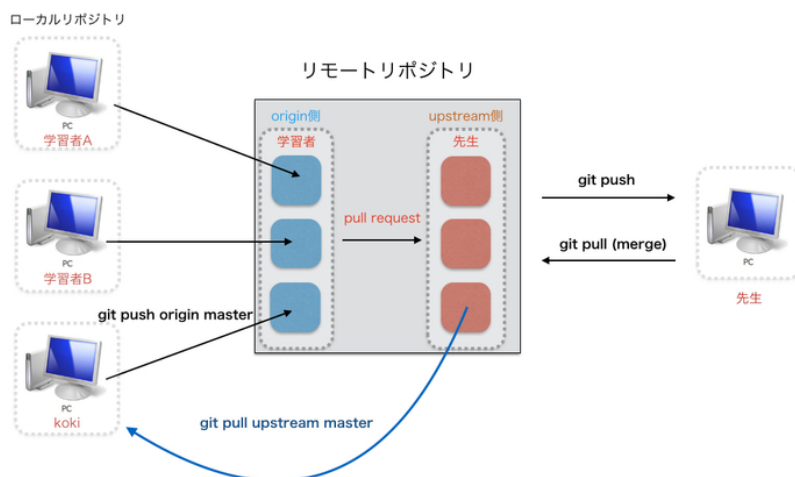 ローカルリポジトリ
PC
学習者A
PC
学習者B
PC
koki
リモートリポジトリ
origin側
学習者
upstream側
先生
pull request
git push origin master
git pull upstream master
git push
git pull (merge)
PC
先生